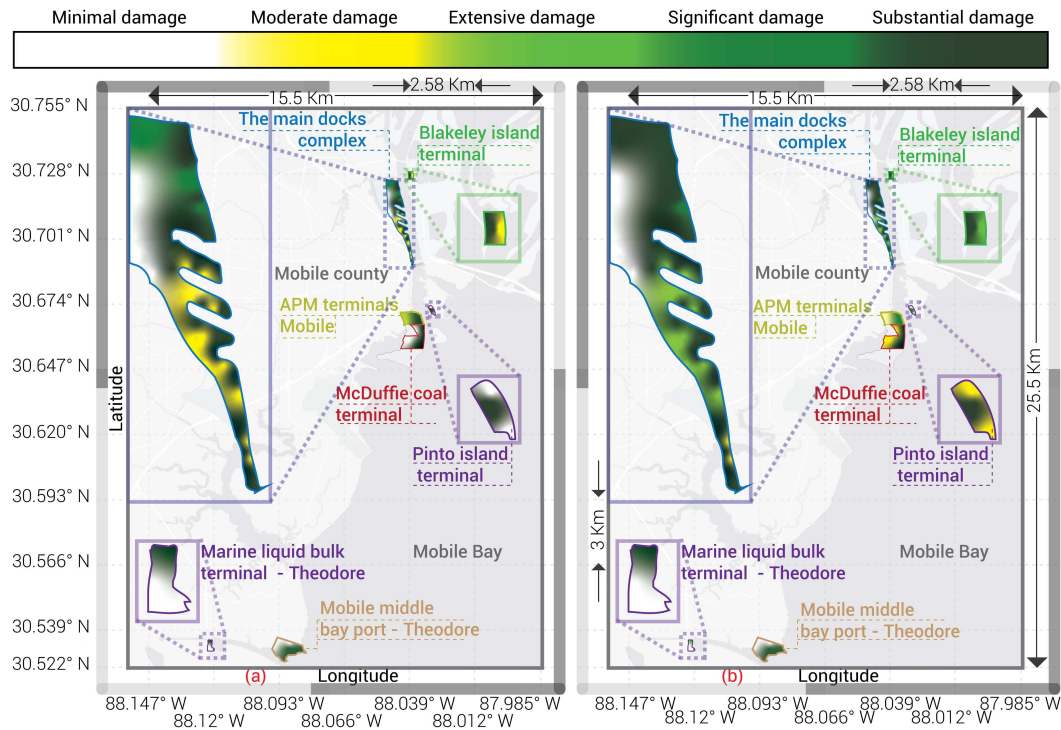 Minimal damage Moderate damage Extensive damage Significant damage Substantial damage
2.58 Km 2.58 Km
30.755° N 15.5 Km 15.5 Km
The main docks The main docks
complex complex
Blakeley island Blakeley island
terminal terminal
30.728° N
30.701° N
Mobile county Mobile county
30.674° N
APM terminals APM terminals
Mobile Mobile
30.647° N
Latitude
25.5 Km
McDuffie coal McDuffie coal
terminal terminal
30.620° N
Pinto island Pinto island
terminal terminal
30.593° N
3 Km
Marine liquid bulk Mobile Bay Marine liquid bulk Mobile Bay
30.566° N
terminal - Theodore terminal - Theodore
Mobile middle Mobile middle
30.539° N
bay port - Theodore bay port - Theodore
30.522° N
(a) Longitude (b) Longitude
88.147° W 88.093° W 88.039° W 87.985° W 88.147° W 88.093° W 88.039° W 87.985° W
88.12° W 88.066° W 88.012° W 88.12° W 88.066° W 88.012° W